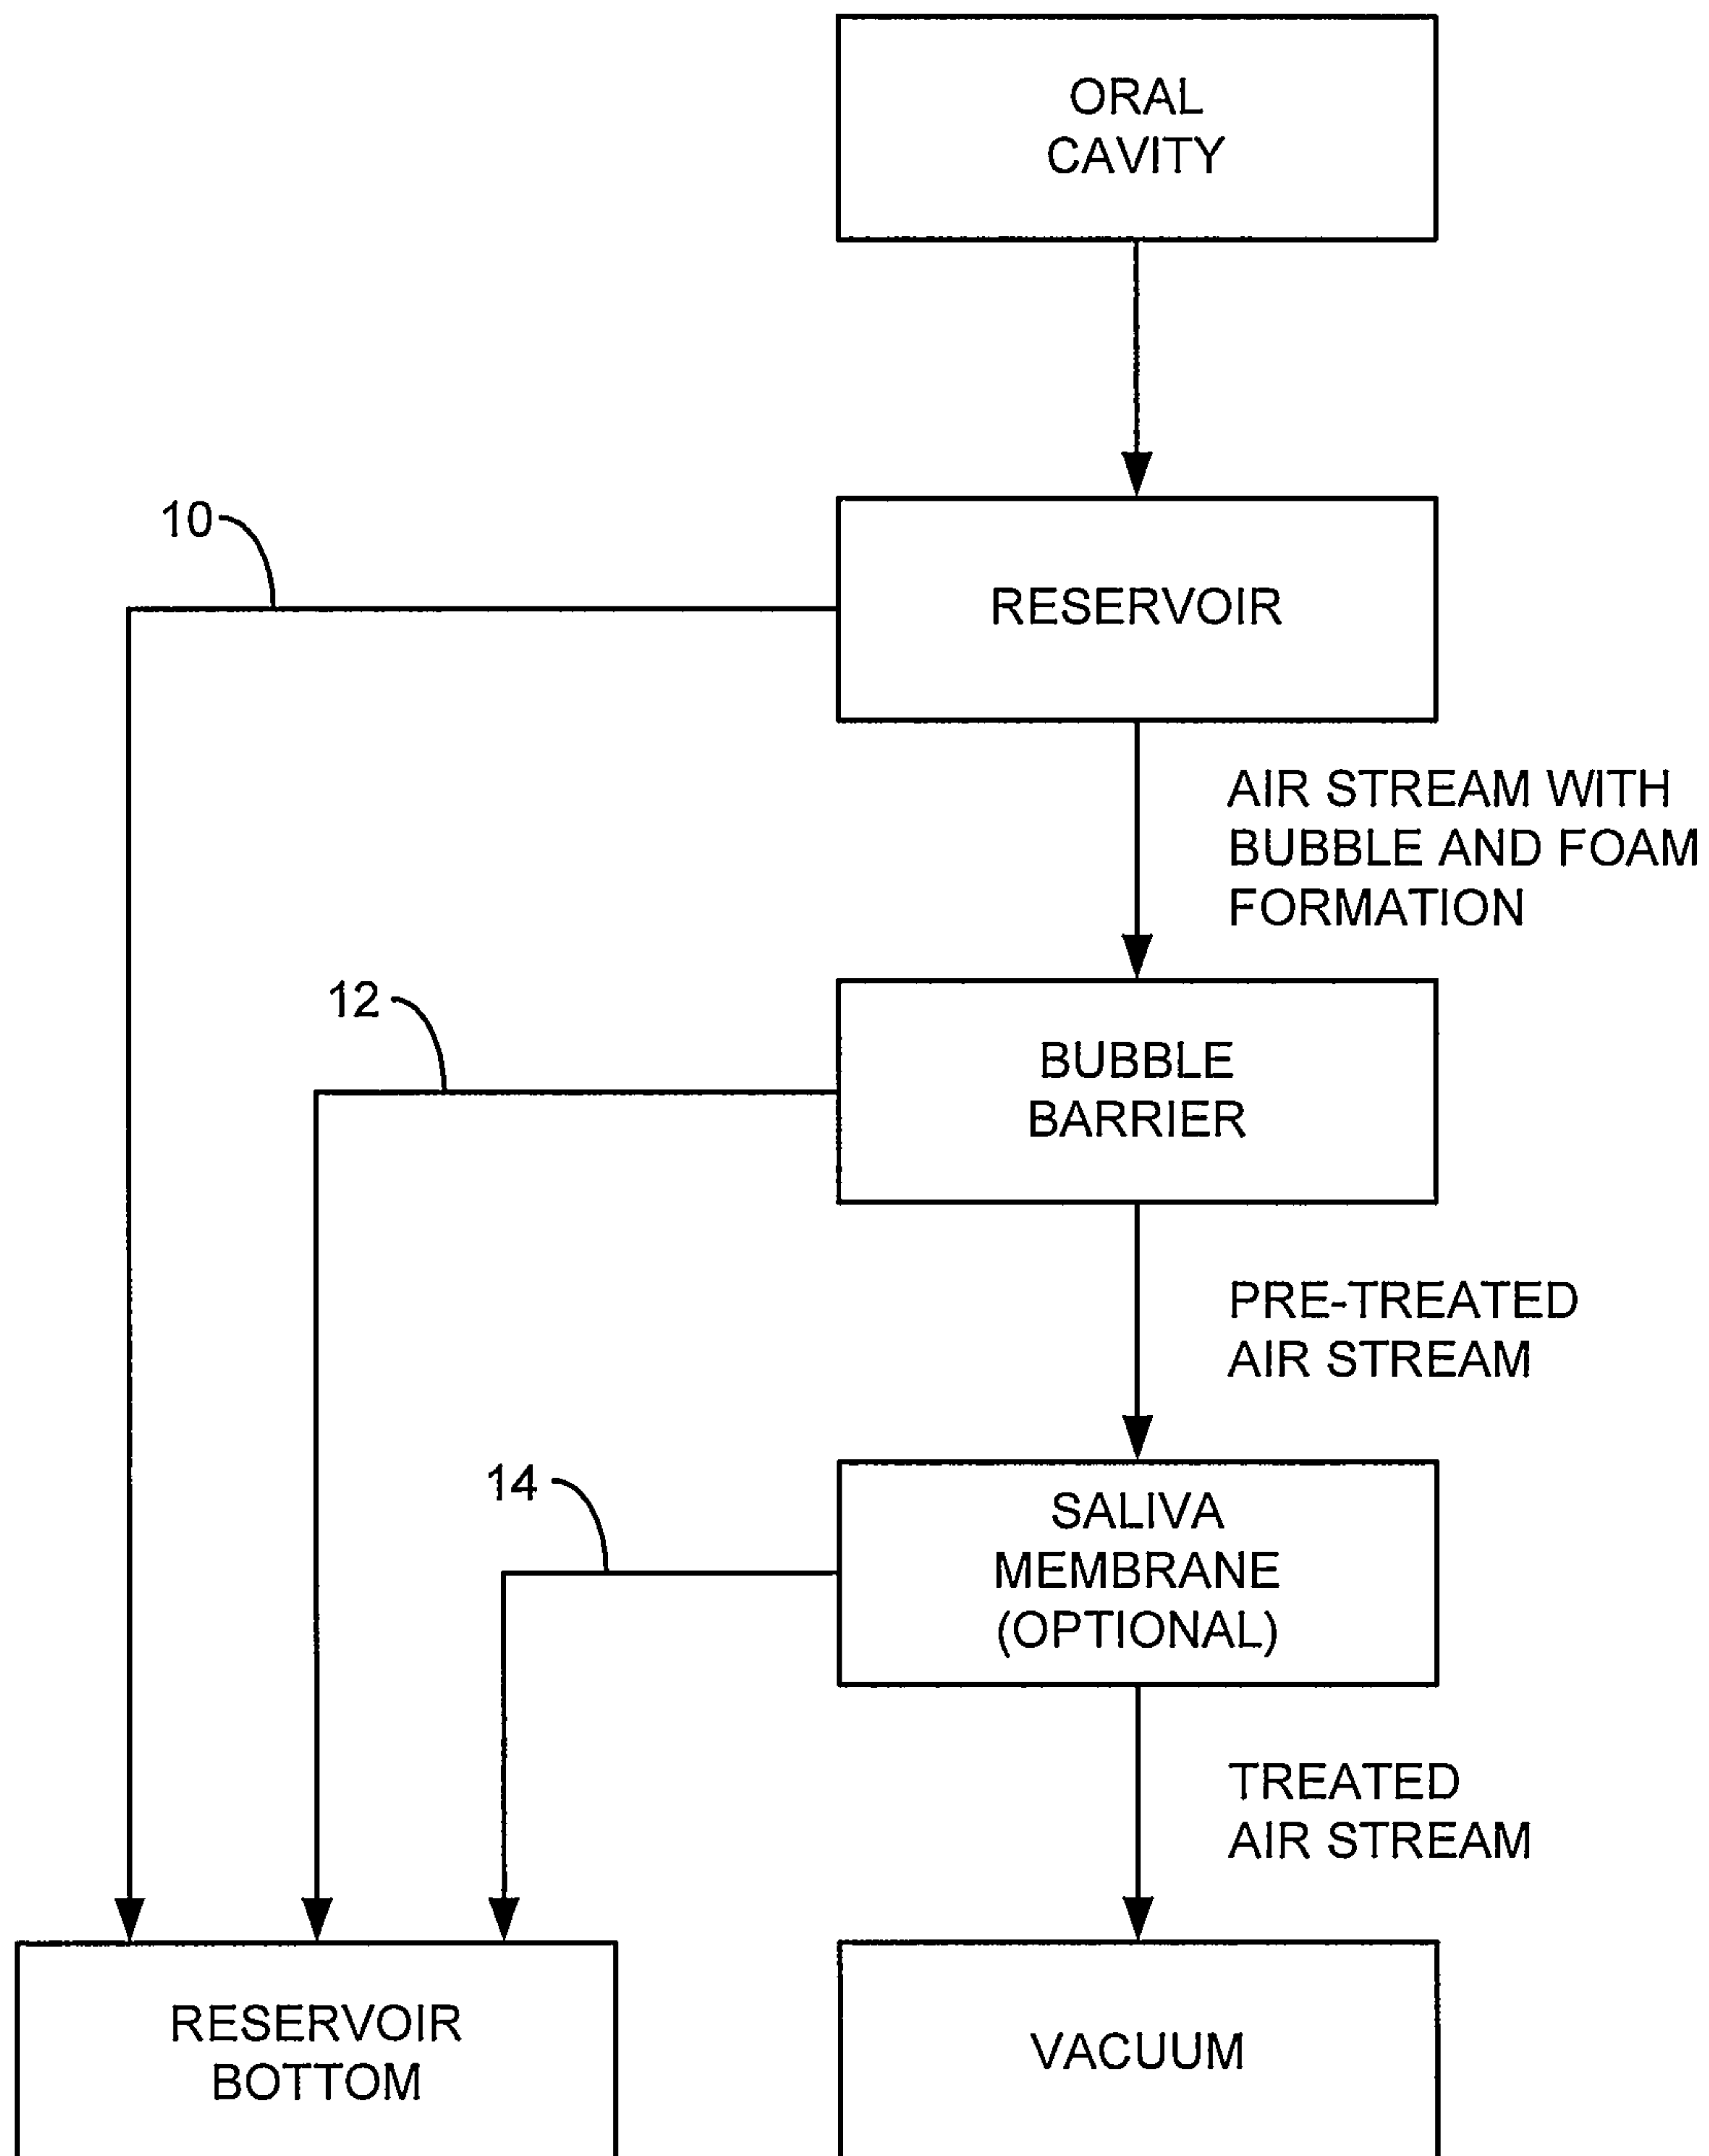 ORAL
CAVITY
10
RESERVOIR
AIR STREAM WITH
BUBBLE AND FOAM
FORMATION
12
BUBBLE
BARRIER
PRE-TREATED
AIR STREAM
14
SALIVA
MEMBRANE
(OPTIONAL)
TREATED
AIR STREAM
RESERVOIR
BOTTOM
VACUUM